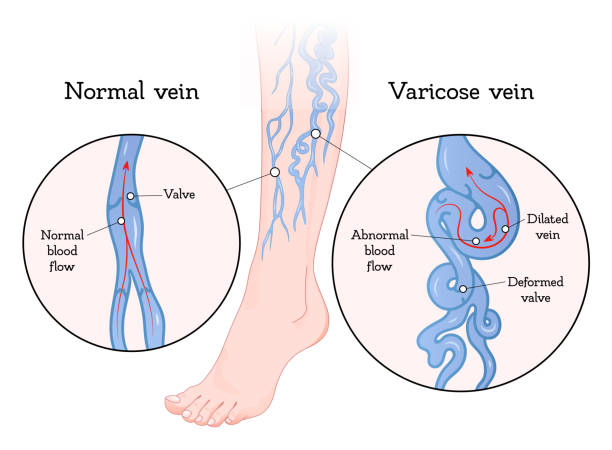 Normal vein
Valve
Normal
blood
flow
Varicose vein
Dilated
vein
Abnormal
blood
flow
Deformed
valve